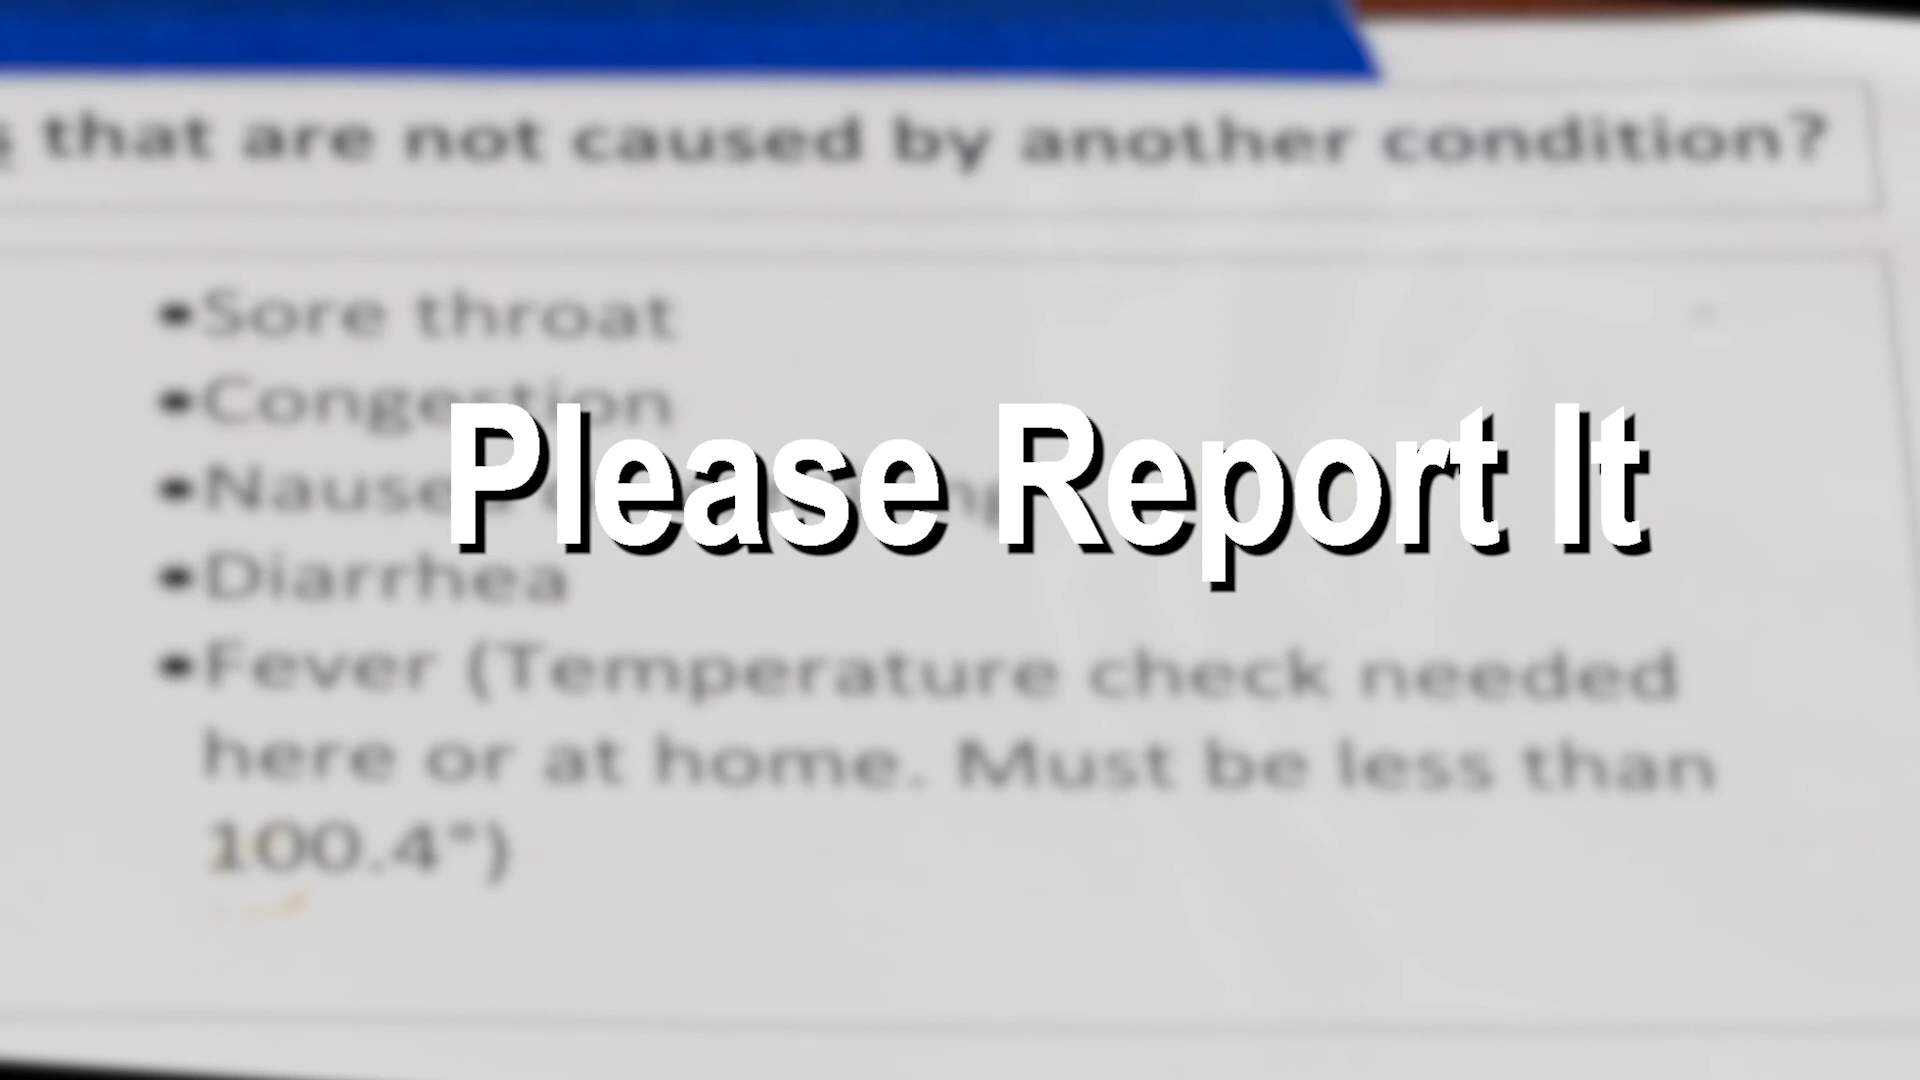 that are not caused by another condition?
•Sore throat
•Congestion
Please Report It
•Diarrhea
•Fever (Temperature check needed
here or at home. Must be less than
100.4°)